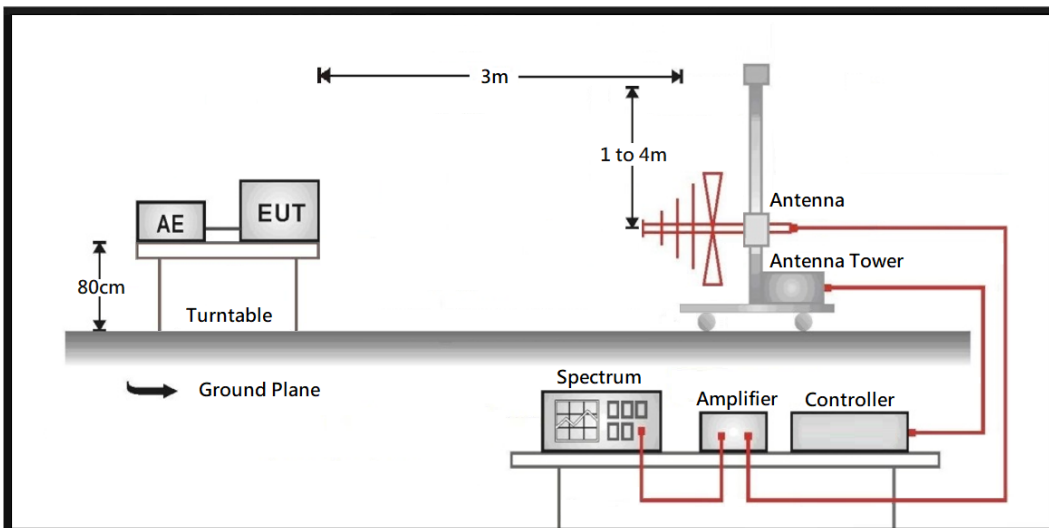 3m
1 to 4m
Antenna
AE
EUT
Antenna Tower
80cm
Turntable
Ground Plane
Spectrum
Amplifier
Controller